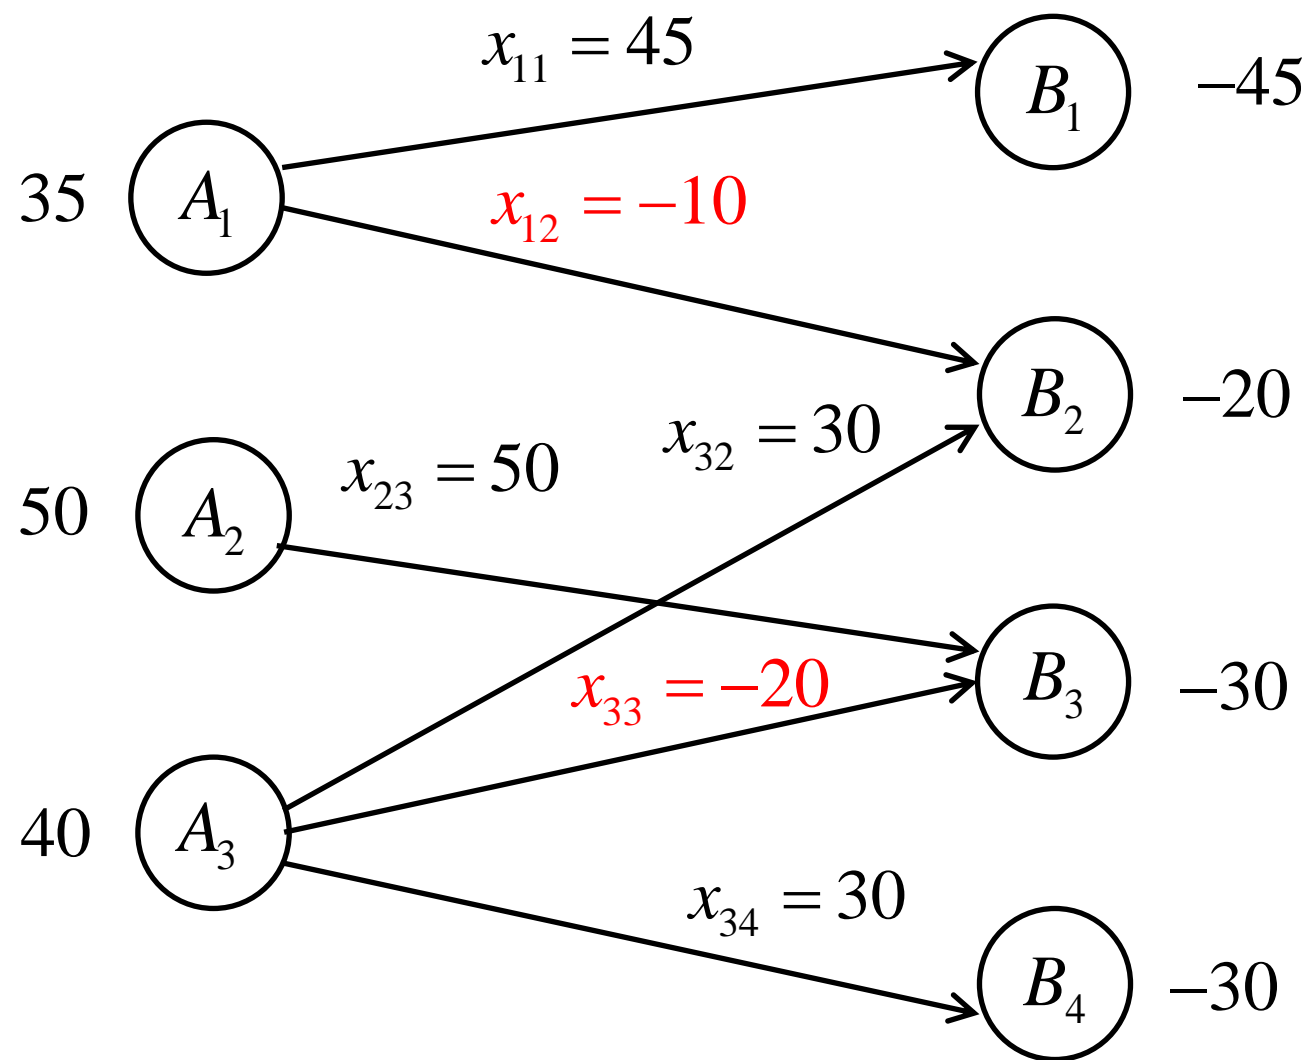 x₁₁ = 45
B₁
−45
35
A₁
x₁₂ = −10
B₂
−20
x₃₂ = 30
x₂₃ = 50
50
A₂
x₃₃ = −20
B₃
−30
40
A₃
x₃₄ = 30
B₄
−30